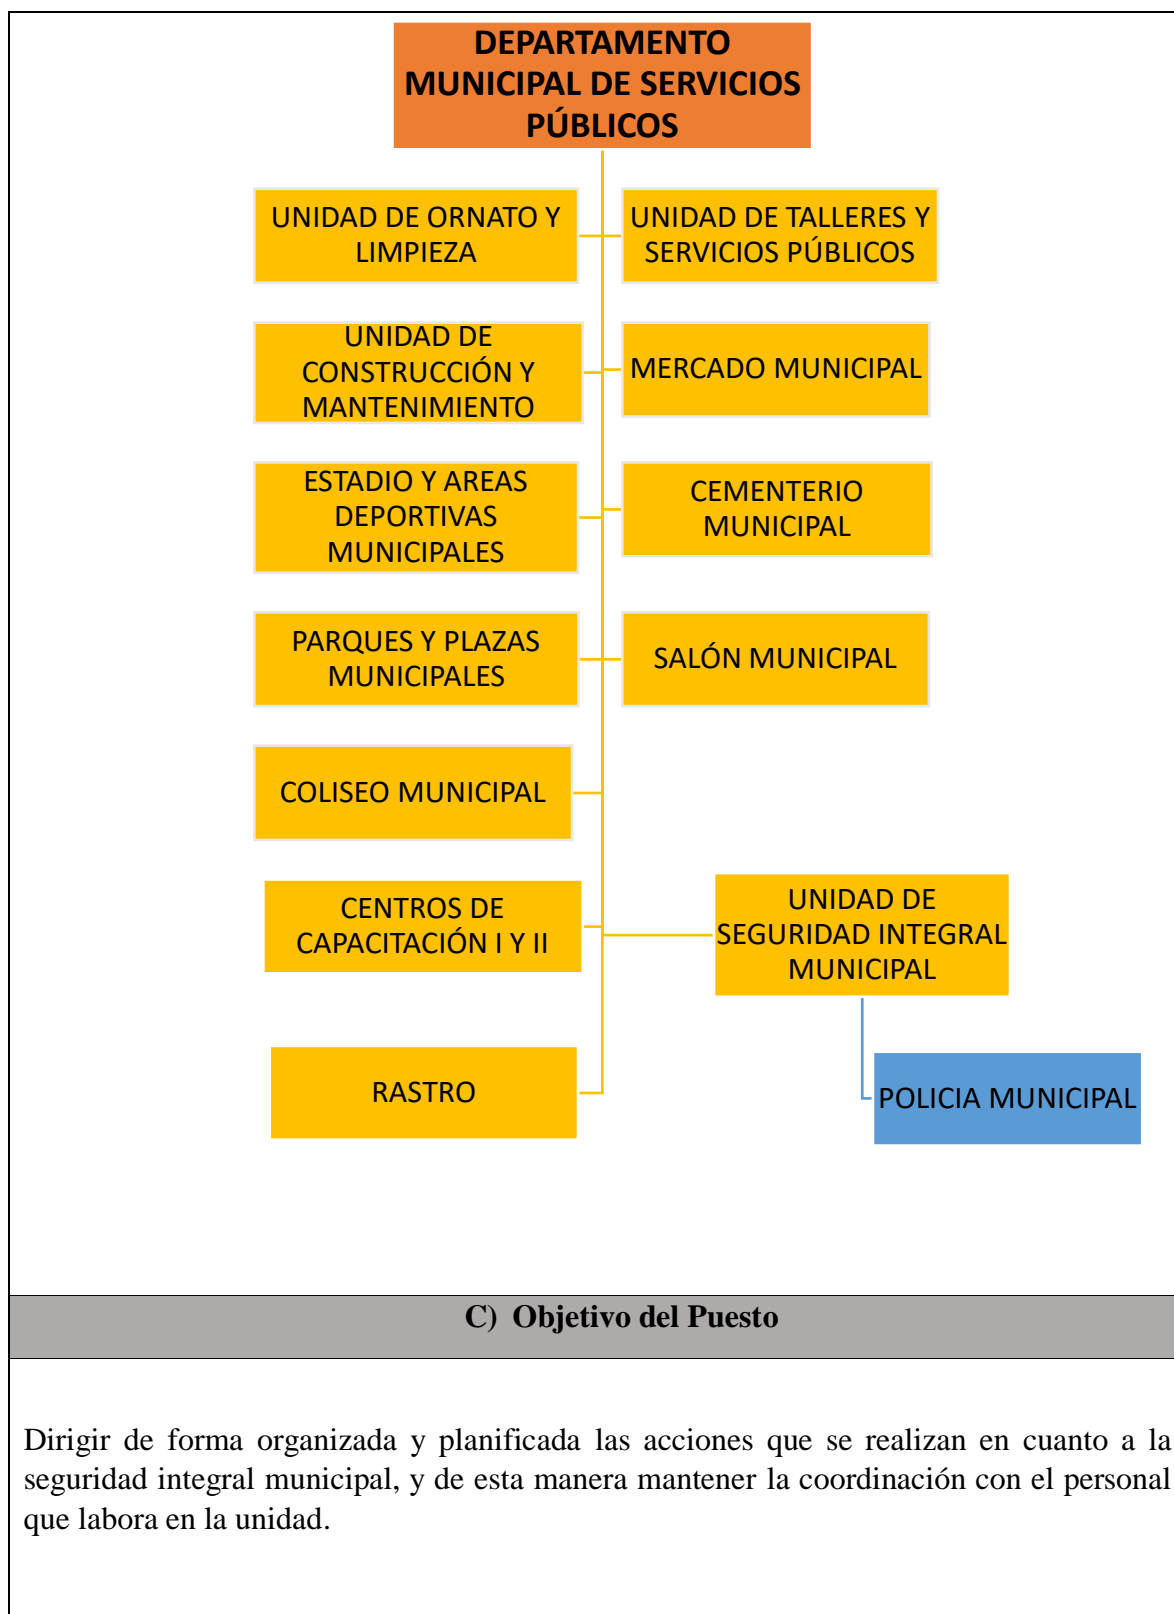 DEPARTAMENTO
MUNICIPAL DE SERVICIOS
PÚBLICOS
UNIDAD DE ORNATO Y
LIMPIEZA
UNIDAD DE TALLERES Y
SERVICIOS PÚBLICOS
UNIDAD DE
CONSTRUCCIÓN Y
MANTENIMIENTO
MERCADO MUNICIPAL
ESTADIO Y AREAS
DEPORTIVAS
MUNICIPALES
CEMENTERIO
MUNICIPAL
PARQUES Y PLAZAS
MUNICIPALES
SALÓN MUNICIPAL
COLISEO MUNICIPAL
CENTROS DE
CAPACITACIÓN I Y II
UNIDAD DE
SEGURIDAD INTEGRAL
MUNICIPAL
RASTRO
POLICIA MUNICIPAL
C) Objetivo del Puesto
Dirigir de forma organizada y planificada las acciones que se realizan en cuanto a la
seguridad integral municipal, y de esta manera mantener la coordinación con el personal
que labora en la unidad.